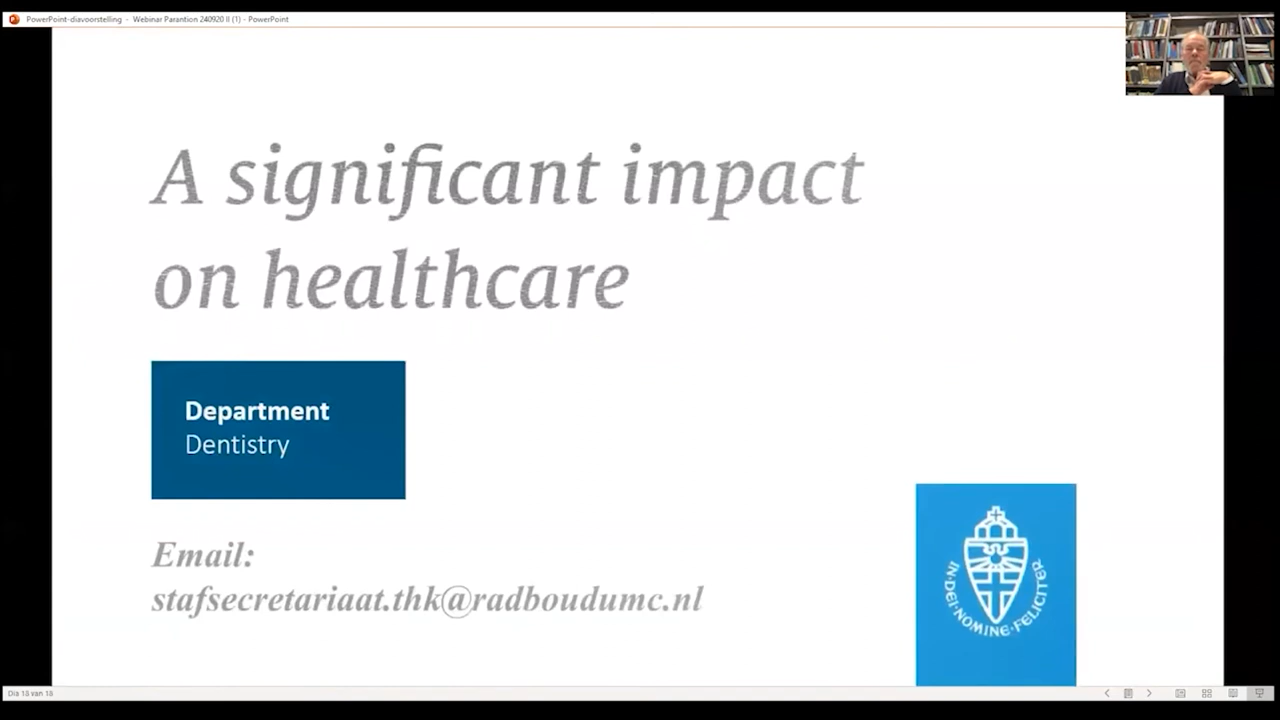 PowerPoint-diavoorstelling - Webinar Parantion 240920 II (1) - PowerPoint
A significant impact
on healthcare
Department
Dentistry
Email:
stafsecretariaat.thk@radboudumc.nl
IN·DEI·NOMINE·FELICITER
Dia 18 van 18